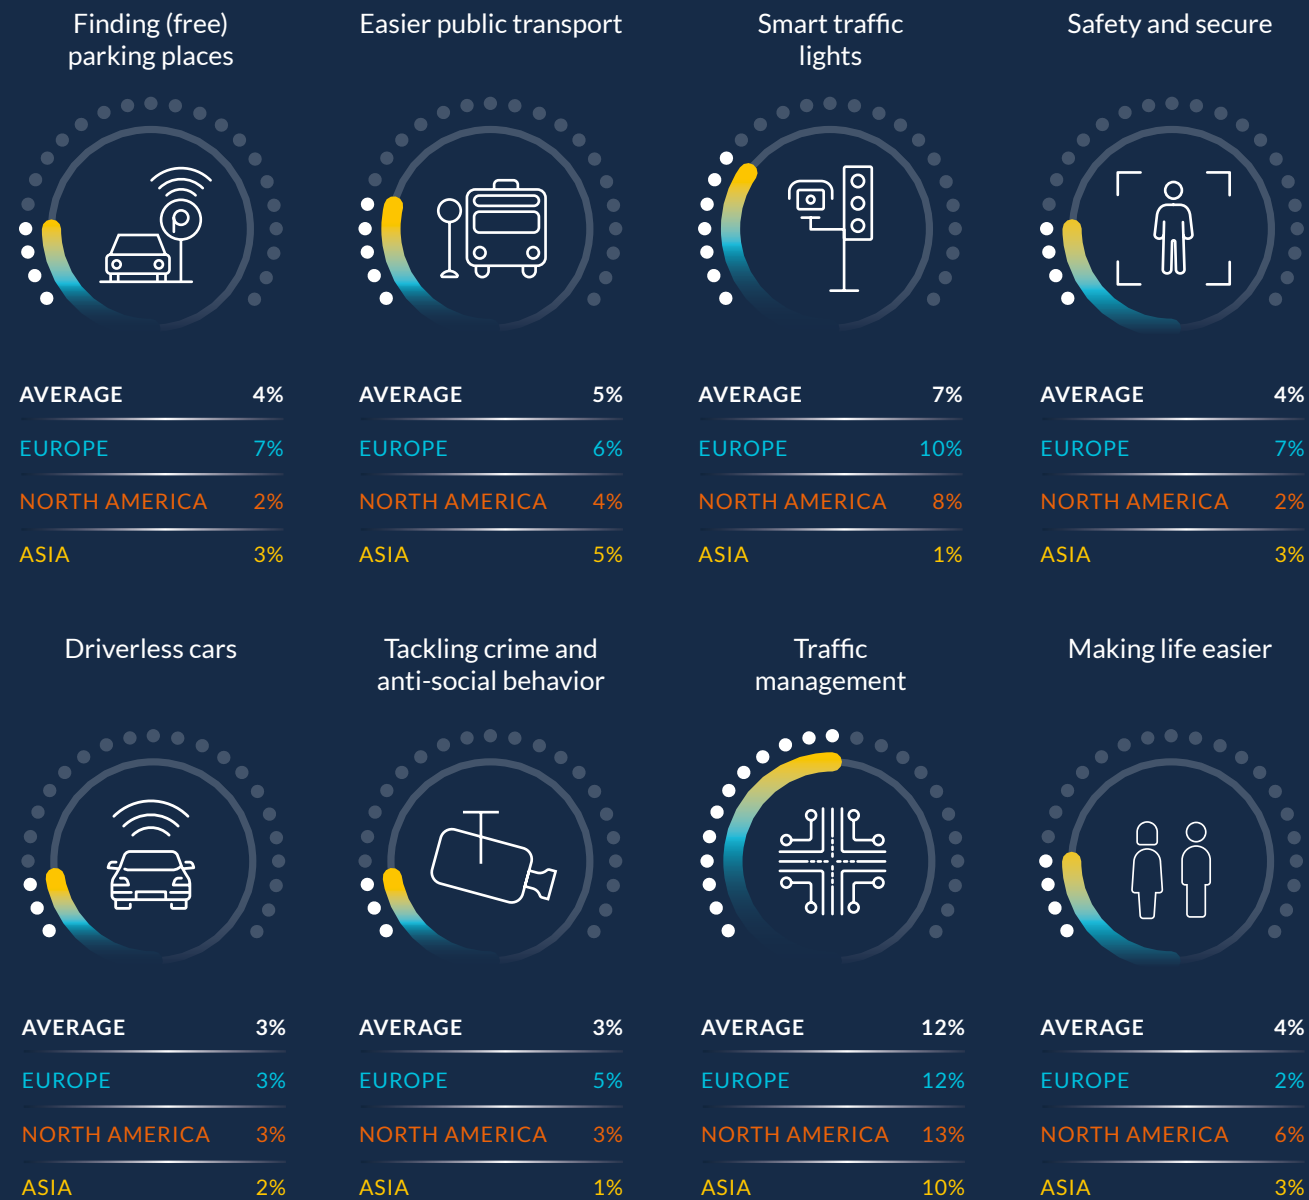 Finding (free)
parking places
Easier public transport
Smart traffic
lights
Safety and secure
P
AVERAGE 4%
EUROPE 7%
NORTH AMERICA 2%
ASIA 3%
AVERAGE 5%
EUROPE 6%
NORTH AMERICA 4%
ASIA 5%
AVERAGE 7%
EUROPE 10%
NORTH AMERICA 8%
ASIA 1%
AVERAGE 4%
EUROPE 7%
NORTH AMERICA 2%
ASIA 3%
Driverless cars
Tackling crime and
anti-social behavior
Traffic
management
Making life easier
AVERAGE 3%
EUROPE 3%
NORTH AMERICA 3%
ASIA 2%
AVERAGE 3%
EUROPE 5%
NORTH AMERICA 3%
ASIA 1%
AVERAGE 12%
EUROPE 12%
NORTH AMERICA 13%
ASIA 10%
AVERAGE 4%
EUROPE 2%
NORTH AMERICA 6%
ASIA 3%